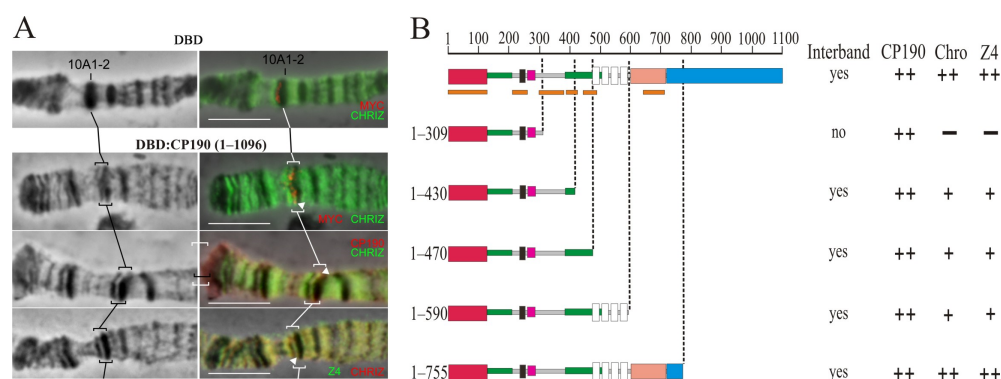 A
DBD
10A1-2
10A1-2
MYC
CHRIZ
DBD:CP190 (1–1096)
MYC CHRIZ
CP190
CHRIZ
Z4 CHRIZ
B
1 100 200 300 400 500 600 700 800 900 1100
Interband CP190 Chro Z4
yes ++ ++ ++
1–309 no ++ – –
1–430 yes ++ + +
1–470 yes ++ + +
1–590 yes ++ + +
1–755 yes ++ ++ ++